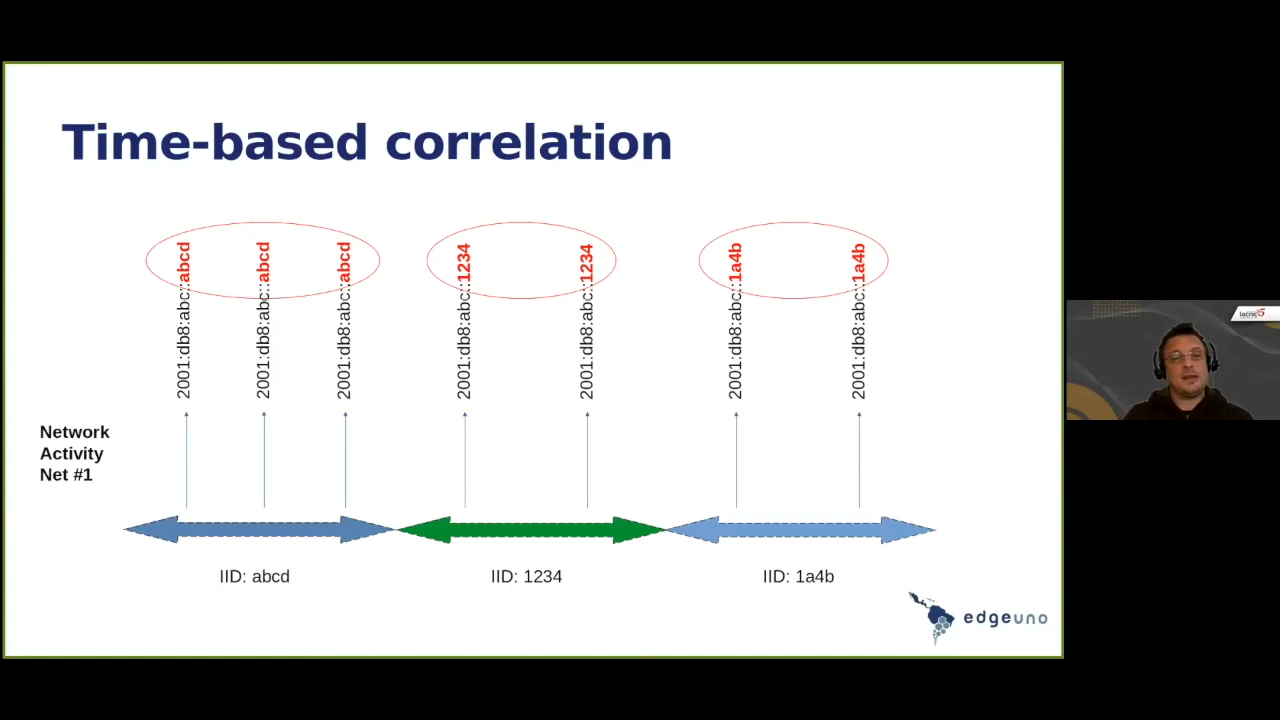 Time-based correlation
2001:db8:abc::abcd
2001:db8:abc::abcd
2001:db8:abc::abcd
2001:db8:abc::1234
2001:db8:abc::1234
2001:db8:abc::1a4b
2001:db8:abc::1a4b
Network
Activity
Net #1
IID: abcd
IID: 1234
IID: 1a4b
edgeuno
lacnic